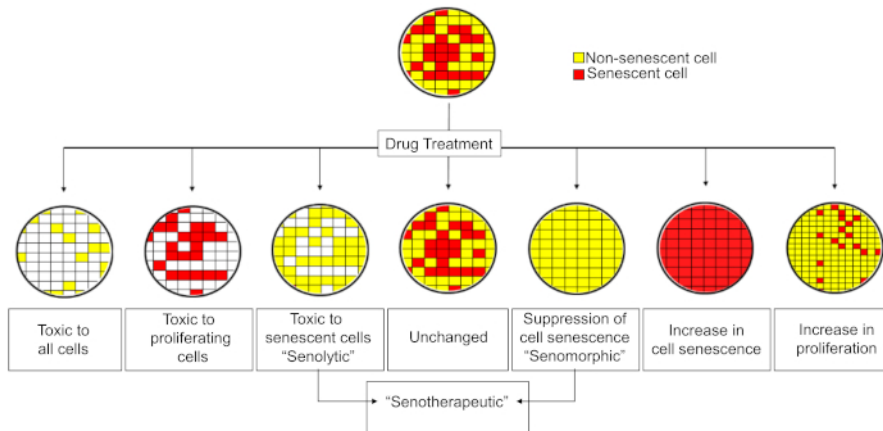 Non-senescent cell
Senescent cell
Drug Treatment
Toxic to
all cells
Toxic to
proliferating
cells
Toxic to
senescent cells
“Senolytic”
Unchanged
Suppression of
cell senescence
“Senomorphic”
Increase in
cell senescence
Increase in
proliferation
“Senotherapeutic”